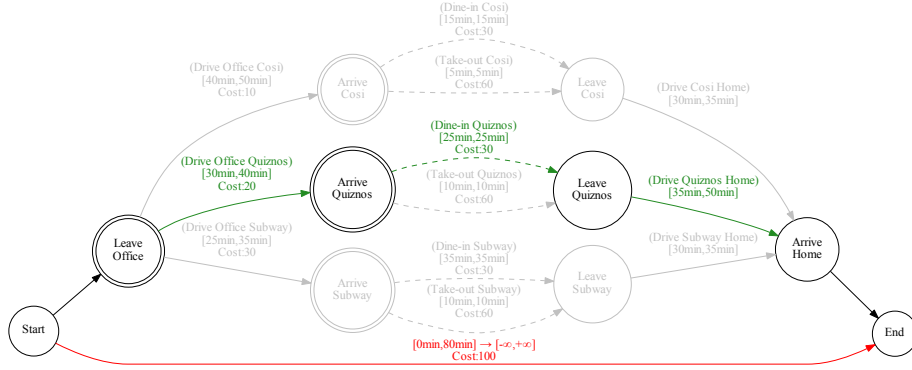 (Dine-in Cosi)
[15min,15min]
Cost:30
(Drive Office Cosi)
[40min,50min]
Cost:10
Arrive
Cosi
(Take-out Cosi)
[5min,5min]
Cost:60
Leave
Cosi
(Drive Cosi Home)
[30min,35min]
(Dine-in Quiznos)
[25min,25min]
Cost:30
(Drive Office Quiznos)
[30min,40min]
Cost:20
Arrive
Quiznos
(Take-out Quiznos)
[10min,10min]
Cost:60
Leave
Quiznos
(Drive Quiznos Home)
[35min,50min]
Leave
Office
(Drive Office Subway)
[25min,35min]
Cost:30
Arrive
Subway
(Dine-in Subway)
[35min,35min]
Cost:30
(Take-out Subway)
[10min,10min]
Cost:60
Leave
Subway
(Drive Subway Home)
[30min,35min]
Arrive
Home
Start
[0min,80min] → [-∞,+∞]
Cost:100
End